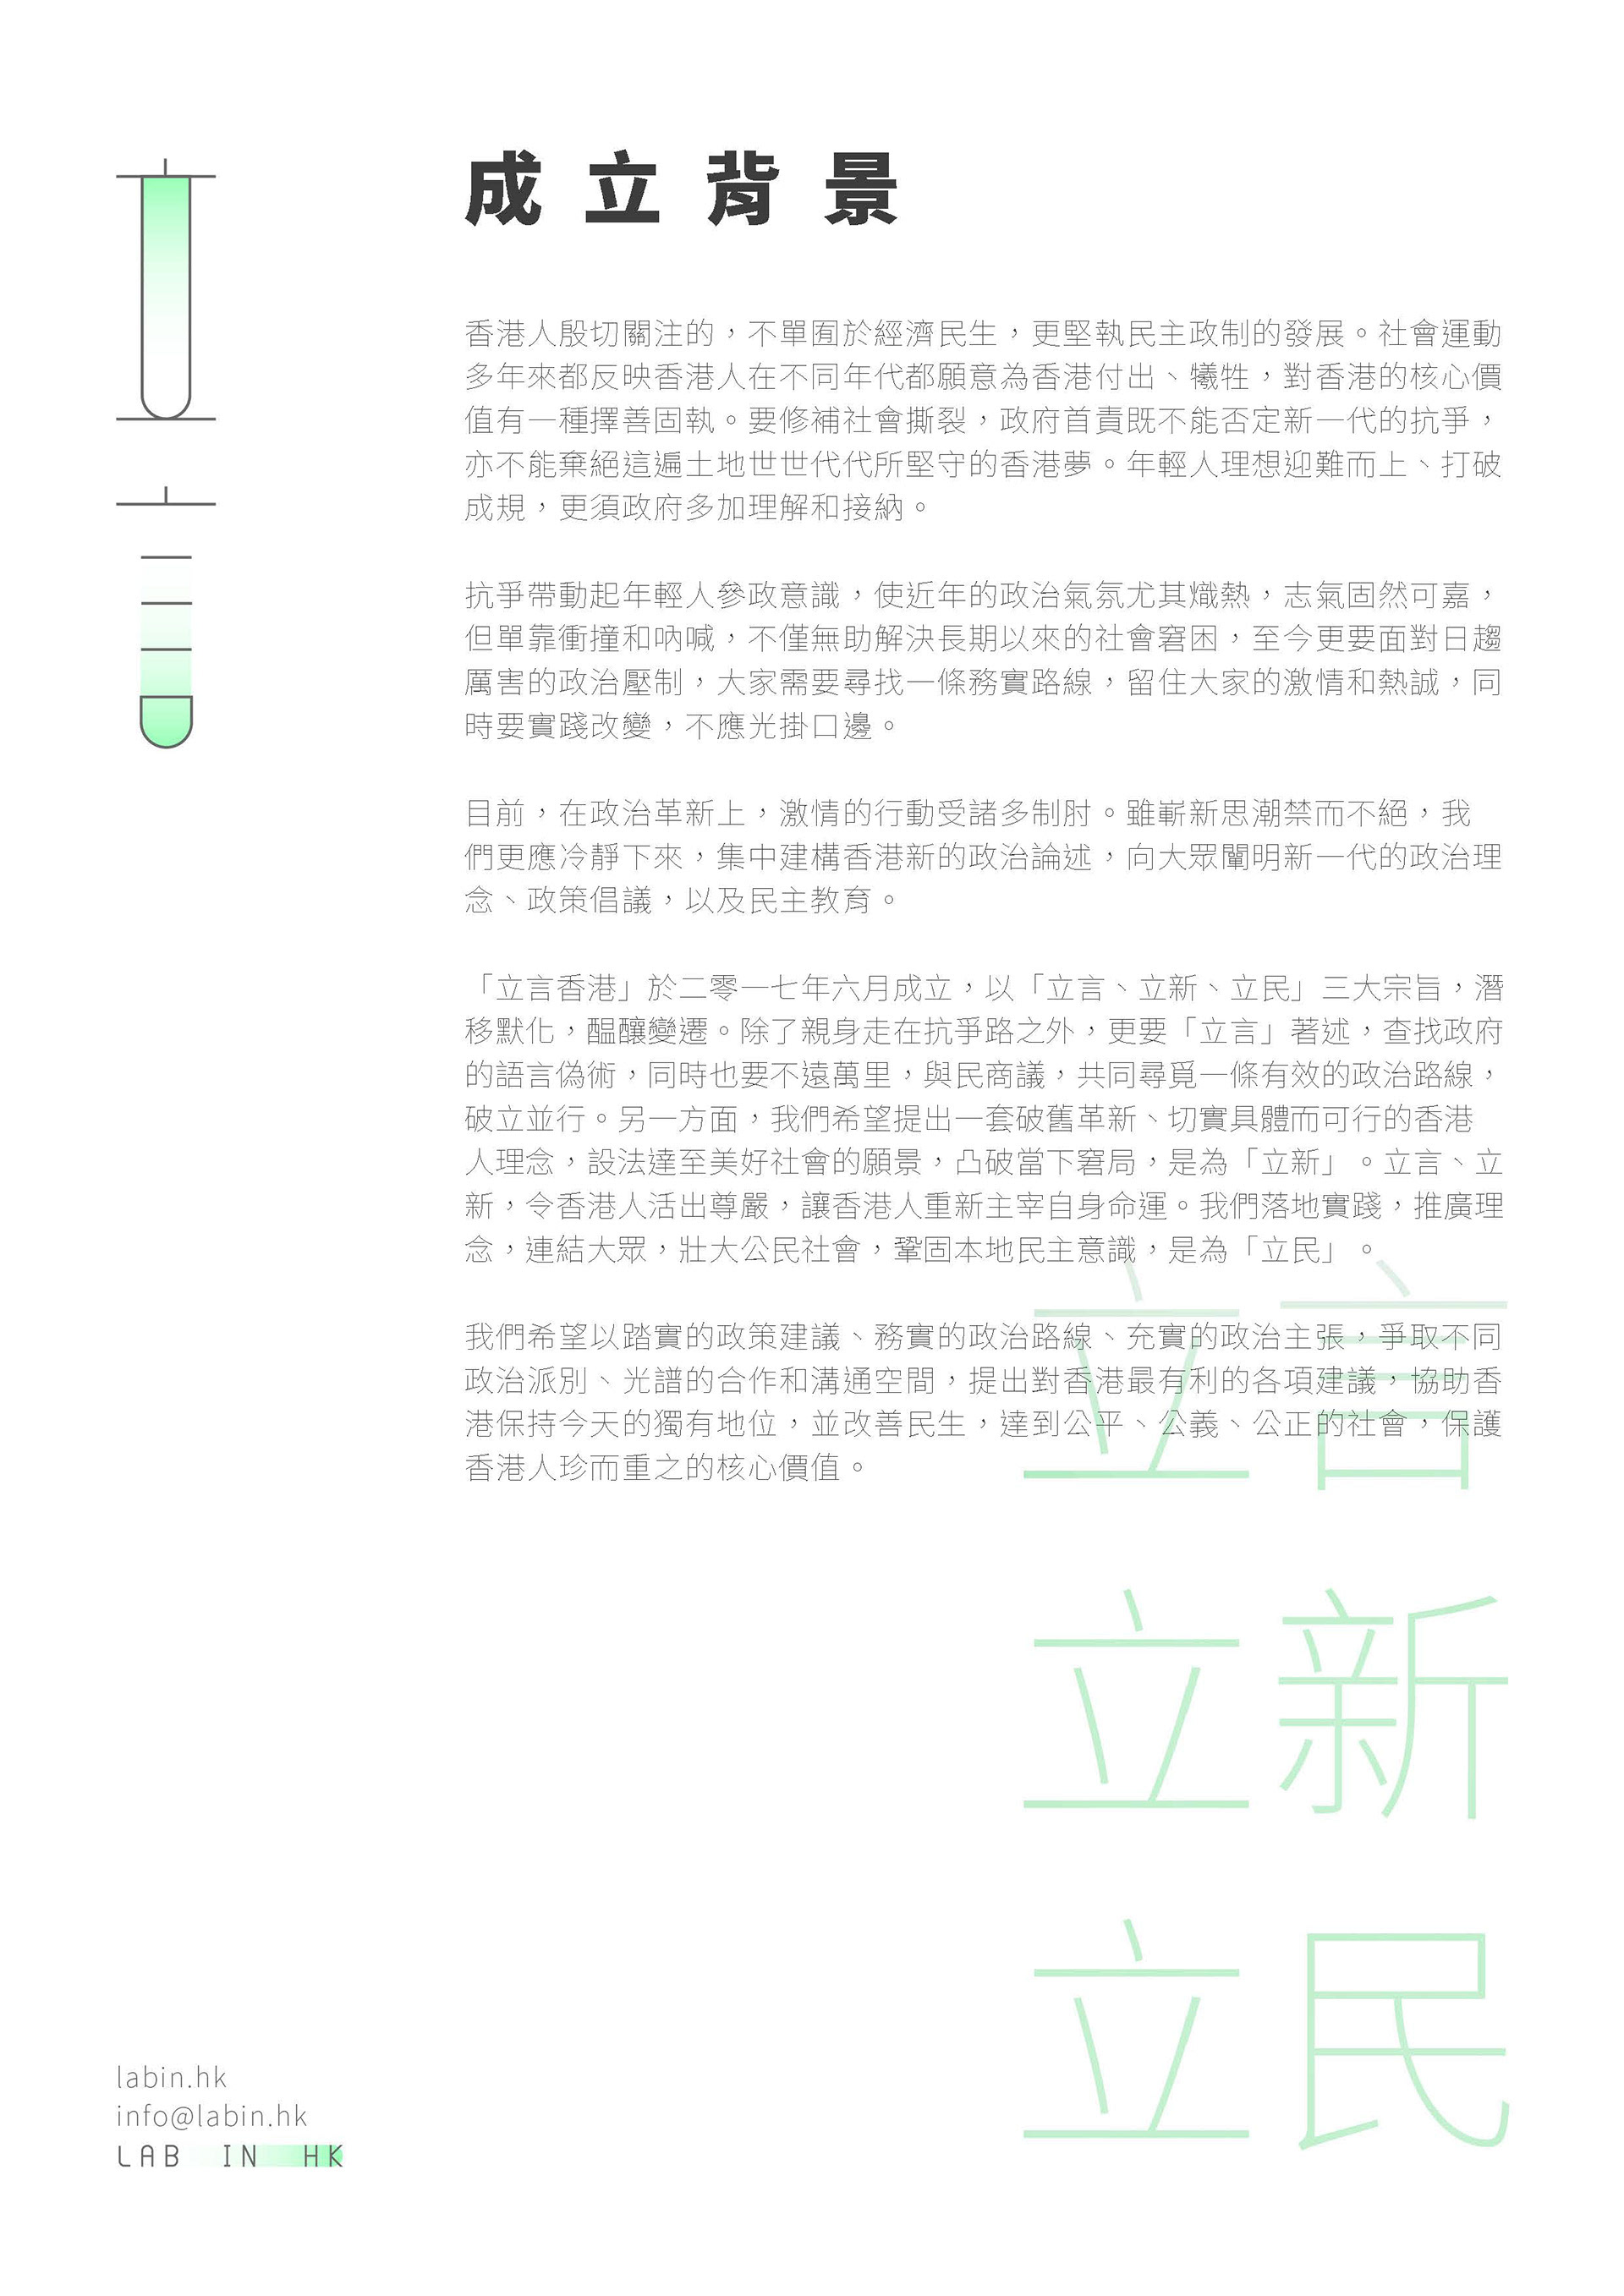 成立背景
香港人殷切關注的，不單囿於經濟民生，更堅執民主政制的發展。社會運動
多年來都反映香港人在不同年代都願意為香港付出、犧牲，對香港的核心價
值有一種擇善固執。要修補社會撕裂，政府首責既不能否定新一代的抗爭，
亦不能棄絕這遍土地世世代代所堅守的香港夢。年輕人理想迎難而上、打破
成規，更須政府多加理解和接納。
抗爭帶動起年輕人參政意識，使近年的政治氣氛尤其熾熱，志氣固然可嘉，
但單靠衝撞和吶喊，不僅無助解決長期以來的社會窘困，至今更要面對日趨
厲害的政治壓制，大家需要尋找一條務實路線，留住大家的激情和熱誠，同
時要實踐改變，不應光掛口邊。
目前，在政治革新上，激情的行動受諸多制肘。雖嶄新思潮禁而不絕，我
們更應冷靜下來，集中建構香港新的政治論述，向大眾闡明新一代的政治理
念、政策倡議，以及民主教育。
「立言香港」於二零一七年六月成立，以「立言、立新、立民」三大宗旨，潛
移默化，醞釀變遷。除了親身走在抗爭路之外，更要「立言」著述，查找政府
的語言偽術，同時也要不遠萬里，與民商議，共同尋覓一條有效的政治路線，
破立並行。另一方面，我們希望提出一套破舊革新、切實具體而可行的香港
人理念，設法達至美好社會的願景，凸破當下窘局，是為「立新」。立言、立
新，令香港人活出尊嚴，讓香港人重新主宰自身命運。我們落地實踐，推廣理
念，連結大眾，壯大公民社會，鞏固本地民主意識，是為「立民」。
我們希望以踏實的政策建議、務實的政治路線、充實的政治主張，爭取不同
政治派別、光譜的合作和溝通空間，提出對香港最有利的各項建議，協助香
港保持今天的獨有地位，並改善民生，達到公平、公義、公正的社會，保護
香港人珍而重之的核心價值。
立言
立新
立民
labin.hk
info@labin.hk
LAB IN HK